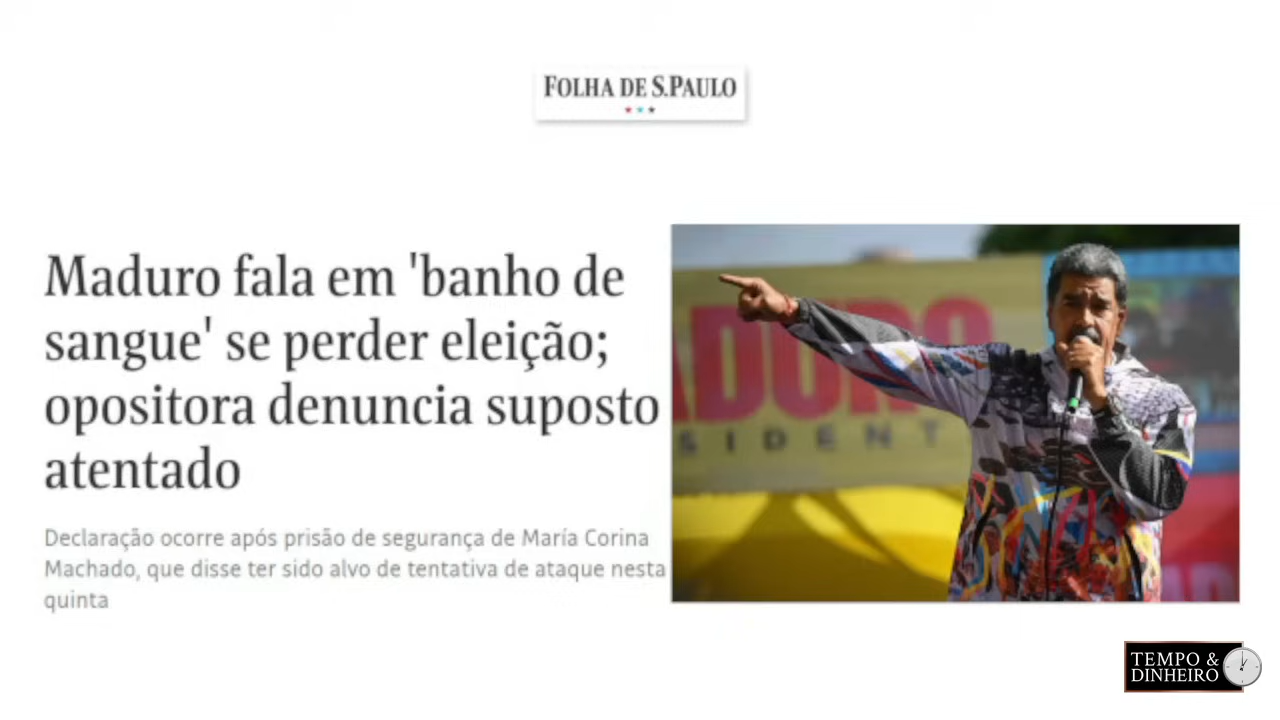 FOLHA DE S.PAULO
Maduro fala em 'banho de
sangue' se perder eleição;
opositora denuncia suposto
atentado
Declaração ocorre após prisão de segurança de María Corina
Machado, que disse ter sido alvo de tentativa de ataque nesta
quinta
ADURO
SIDENT
TEMPO &
DINHEIRO